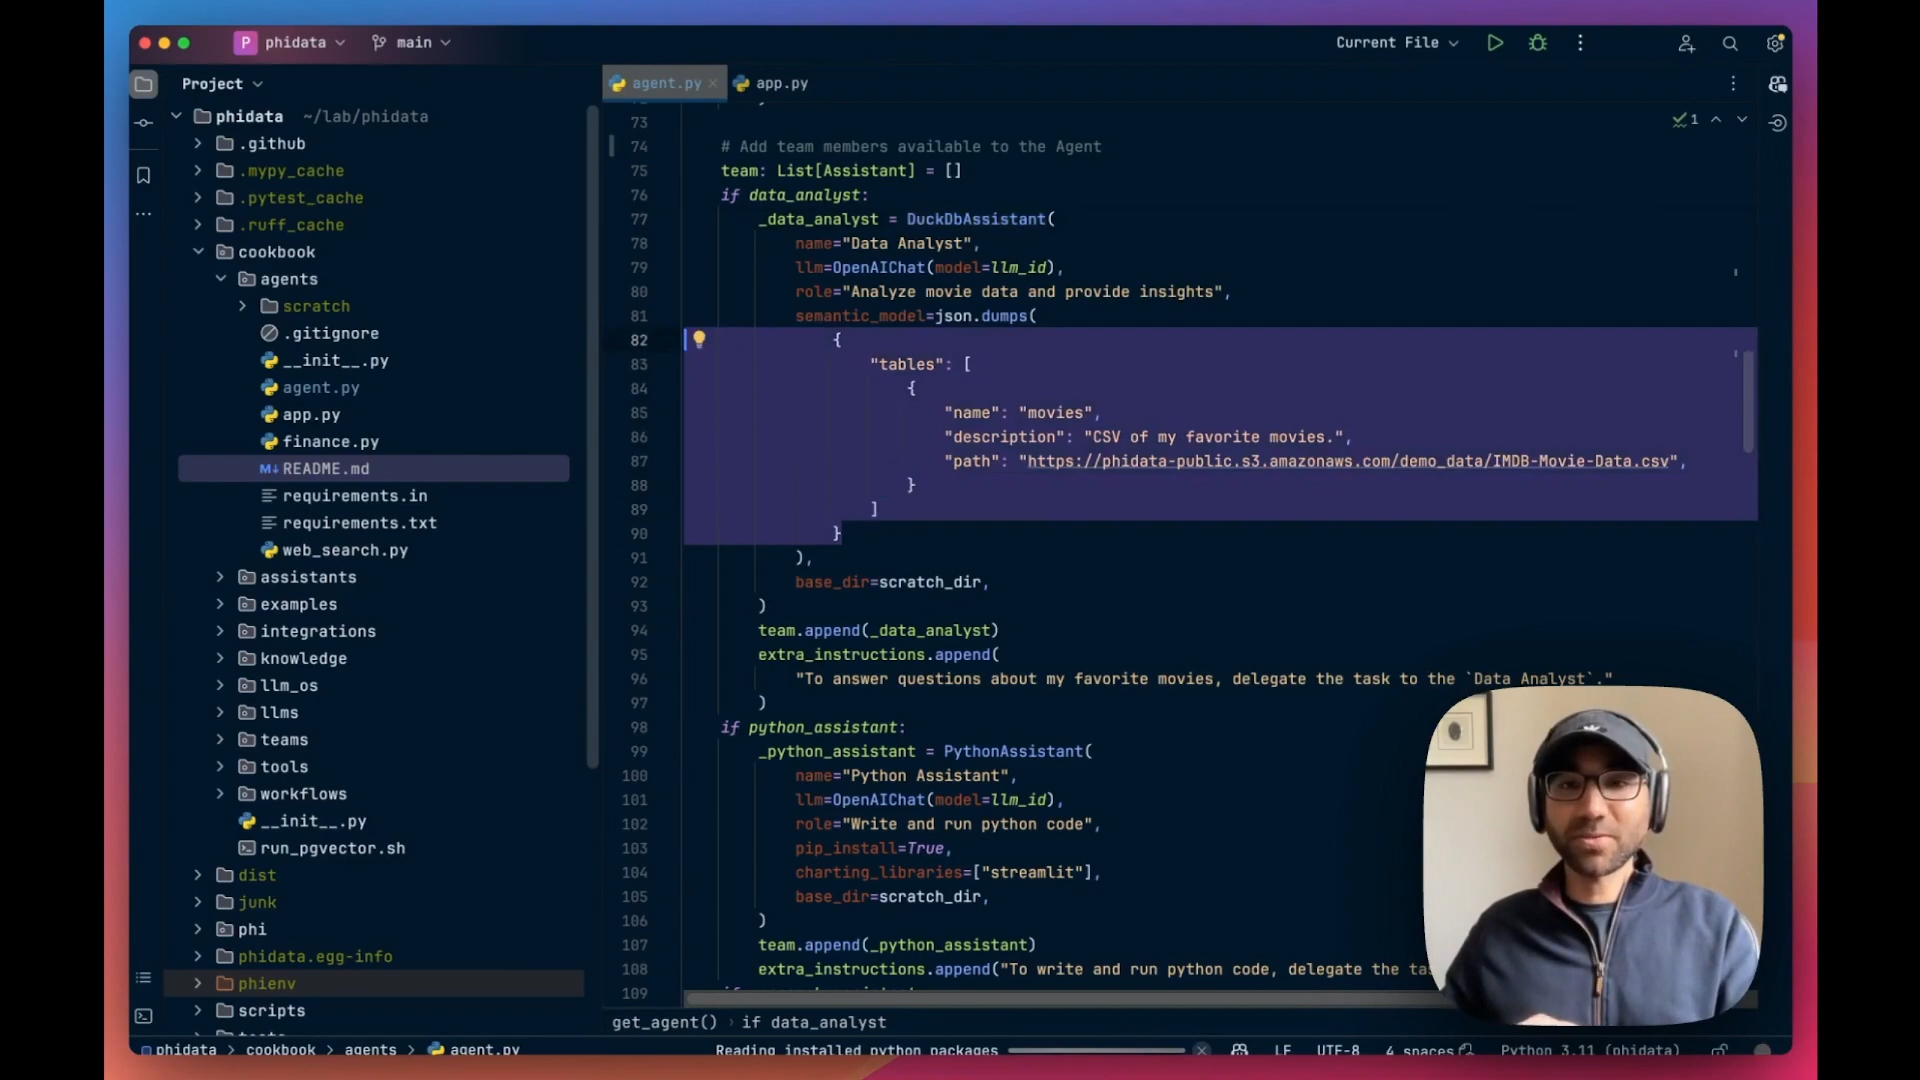 P phidata main
Current File
Project
phidata ~/lab/phidata
.github
.mypy_cache
.pytest_cache
.ruff_cache
cookbook
agents
scratch
.gitignore
__init__.py
agent.py
app.py
finance.py
M↓ README.md
requirements.in
requirements.txt
web_search.py
assistants
examples
integrations
knowledge
llm_os
llms
teams
tools
workflows
__init__.py
run_pgvector.sh
dist
junk
phi
phidata.egg-info
phienv
scripts
agent.py app.py
1
73
74 # Add team members available to the Agent
75 team: List[Assistant] = []
76 if data_analyst:
77 _data_analyst = DuckDbAssistant(
78 name="Data Analyst",
79 llm=OpenAIChat(model=llm_id),
80 role="Analyze movie data and provide insights",
81 semantic_model=json.dumps(
82 {
83 "tables": [
84 {
85 "name": "movies",
86 "description": "CSV of my favorite movies.",
87 "path": "https://phidata-public.s3.amazonaws.com/demo_data/IMDB-Movie-Data.csv",
88 }
89 ]
90 }
91 ),
92 base_dir=scratch_dir,
93 )
94 team.append(_data_analyst)
95 extra_instructions.append(
96 "To answer questions about my favorite movies, delegate the task to the `Data Analyst`."
97 )
98 if python_assistant:
99 _python_assistant = PythonAssistant(
100 name="Python Assistant",
101 llm=OpenAIChat(model=llm_id),
102 role="Write and run python code",
103 pip_install=True,
104 charting_libraries=["streamlit"],
105 base_dir=scratch_dir,
106 )
107 team.append(_python_assistant)
108 extra_instructions.append("To write and run python code, delegate the
109
get_agent() › if data_analyst
phidata > cookbook > agents > agent.py
Reading installed python packages
LF UTF-8 4 spaces Python 3.11 (phidata)